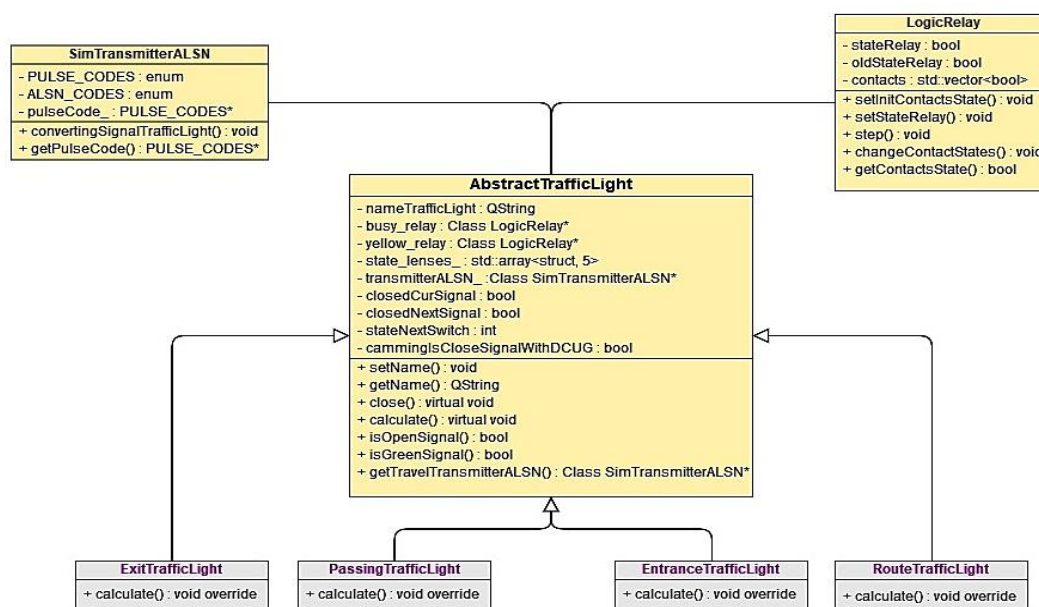 SimTransmitterALSN
- PULSE_CODES : enum
- ALSN_CODES : enum
- pulseCode_ : PULSE_CODES*
+ convertingSignalTrafficLight() : void
+ getPulseCode() : PULSE_CODES*
LogicRelay
- stateRelay : bool
- oldStateRelay : bool
- contacts : std::vector<bool>
+ setInitContactsState() : void
+ setStateRelay() : void
+ step() : void
+ changeContactStates() : void
+ getContactsState() : bool
AbstractTrafficLight
- nameTrafficLight : QString
- busy_relay : Class LogicRelay*
- yellow_relay : Class LogicRelay*
- state_lenses_ : std::array<struct, 5>
- transmitterALSN_ :Class SimTransmitterALSN*
- closedCurSignal : bool
- closedNextSignal : bool
- stateNextSwitch : int
- cammingIsCloseSignalWithDCUG : bool
+ setName() : void
+ getName() : QString
+ close() : virtual void
+ calculate() : virtual void
+ isOpenSignal() : bool
+ isGreenSignal() : bool
+ getTravelTransmitterALSN() : Class SimTransmitterALSN*
ExitTrafficLight
+ calculate() : void override
PassingTrafficLight
+ calculate() : void override
EntranceTrafficLight
+ calculate() : void override
RouteTrafficLight
+ calculate() : void override